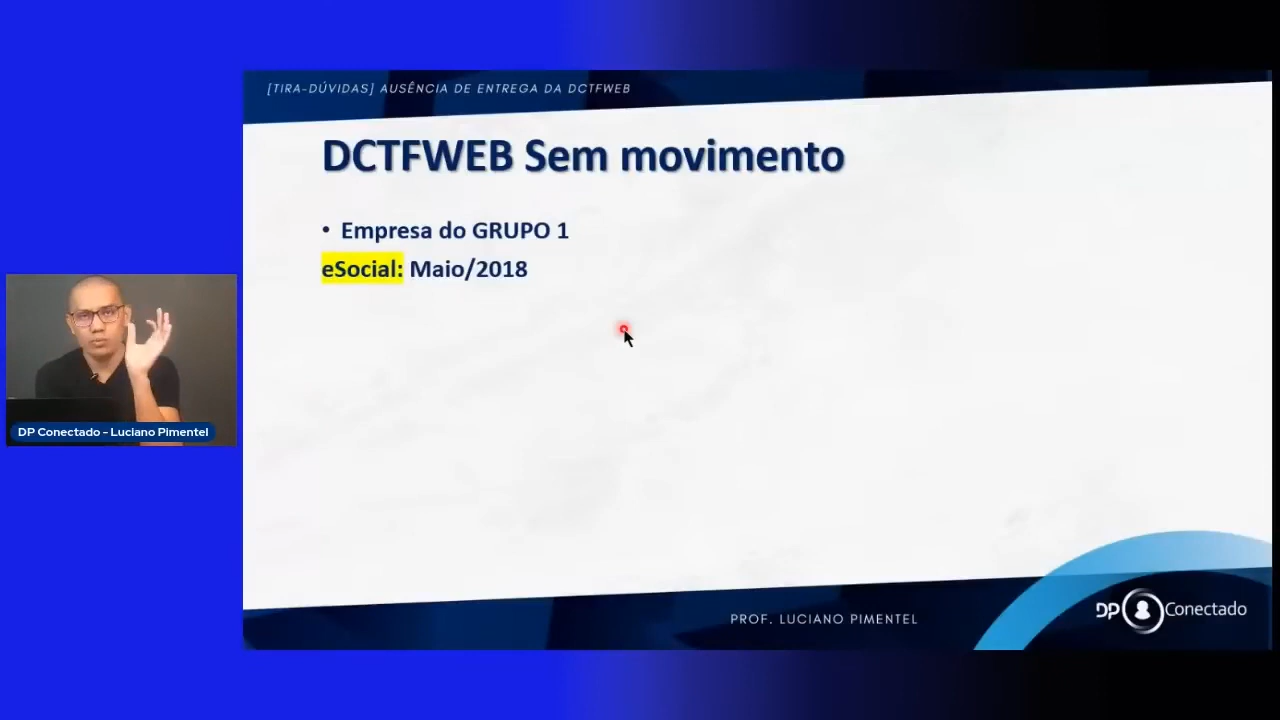 [TIRA-DÚVIDAS] AUSÊNCIA DE ENTREGA DA DCTFWEB
DCTFWEB Sem movimento
• Empresa do GRUPO 1
eSocial: Maio/2018
DP Conectado - Luciano Pimentel
PROF. LUCIANO PIMENTEL
DP Conectado